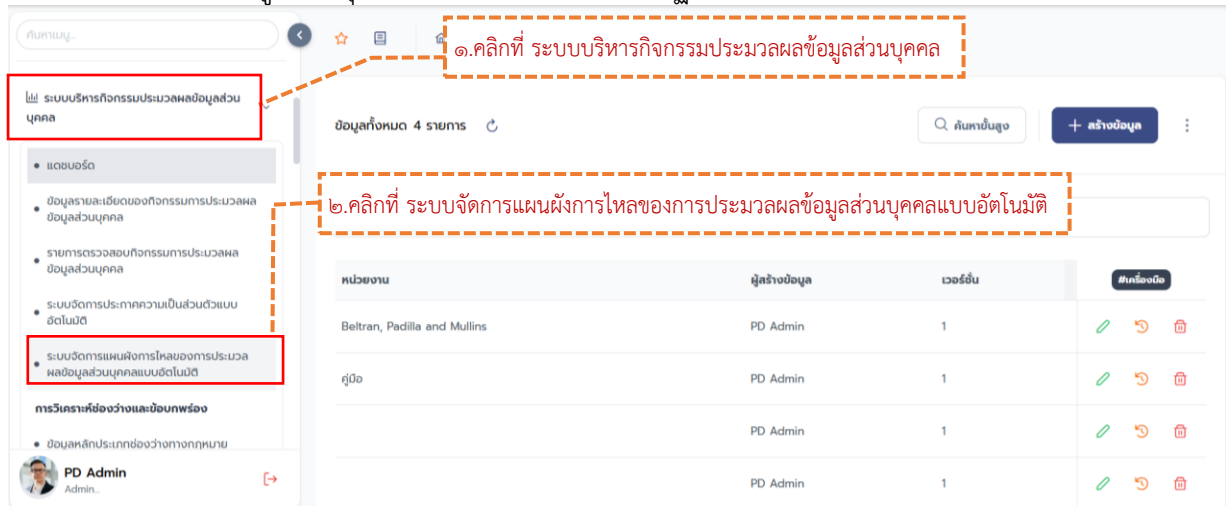 ค้นหาเมนู...
๑.คลิกที่ ระบบบริหารกิจกรรมประมวลผลข้อมูลส่วนบุคคล
ระบบบริหารกิจกรรมประมวลผลข้อมูลส่วน
บุคคล
ข้อมูลทั้งหมด 4 รายการ
ค้นหาขั้นสูง
+ สร้างข้อมูล
แดชบอร์ด
๒.คลิกที่ ระบบจัดการแผนผังการไหลของการประมวลผลข้อมูลส่วนบุคคลแบบอัตโนมัติ
ข้อมูลรายละเอียดของกิจกรรมการประมวลผล
ข้อมูลส่วนบุคคล
รายการตรวจสอบกิจกรรมการประมวลผล
ข้อมูลส่วนบุคคล
ระบบจัดการประกาศความเป็นส่วนตัวแบบ
อัตโนมัติ
ระบบจัดการแผนผังการไหลของการประมวล
ผลข้อมูลส่วนบุคคลแบบอัตโนมัติ
การวิเคราะห์ช่องว่างและข้อบกพร่อง
ข้อมูลหลักประเภทช่องว่างทางกฎหมาย
หน่วยงาน ผู้สร้างข้อมูล เวอร์ชั่น #เครื่องมือ
Beltran, Padilla and Mullins PD Admin 1
คู่มือ PD Admin 1
PD Admin 1
PD Admin 1
PD Admin
Admin..